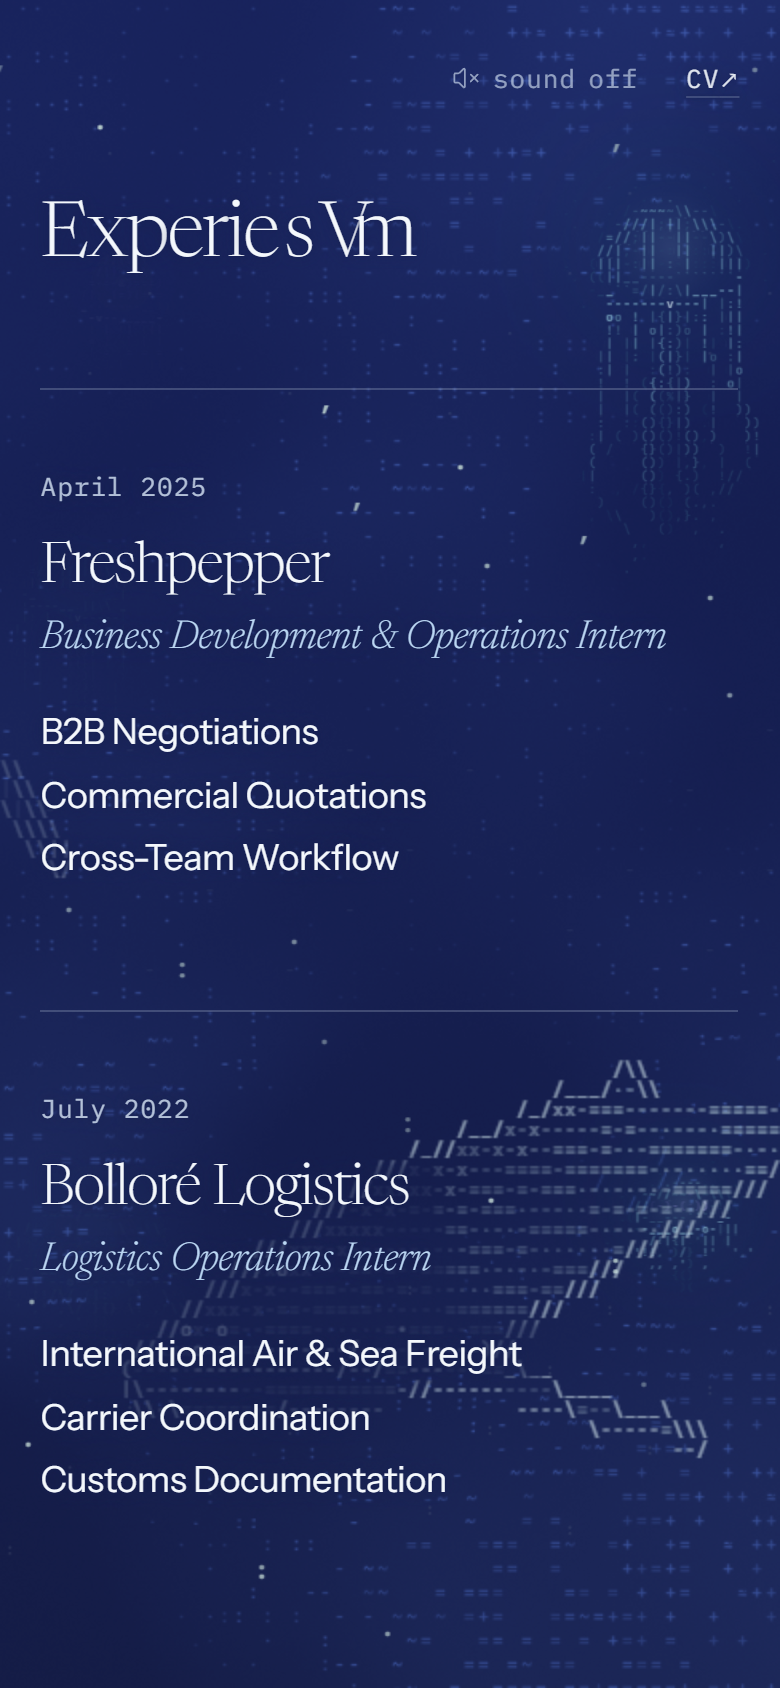 sound off
CV↗
Experie s Vm
April 2025
Freshpepper
Business Development & Operations Intern
B2B Negotiations
Commercial Quotations
Cross-Team Workflow
July 2022
Bolloré Logistics
Logistics Operations Intern
International Air & Sea Freight
Carrier Coordination
Customs Documentation